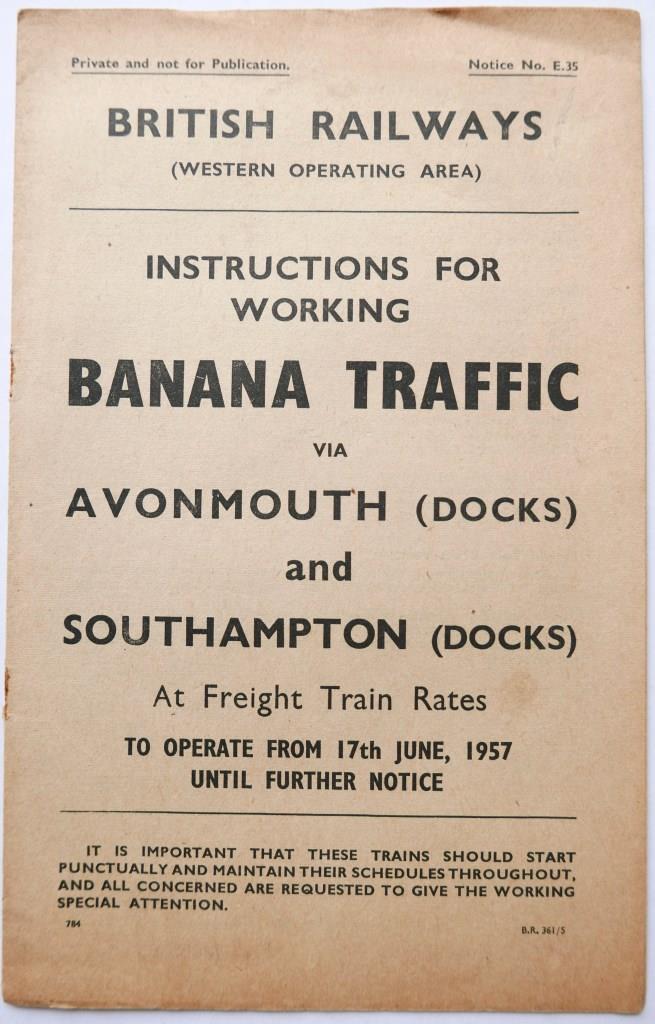 Private and not for Publication.
Notice No. E.35
BRITISH RAILWAYS
(WESTERN OPERATING AREA)
INSTRUCTIONS FOR
WORKING
BANANA TRAFFIC
VIA
AVONMOUTH (DOCKS)
and
SOUTHAMPTON (DOCKS)
At Freight Train Rates
TO OPERATE FROM 17th JUNE, 1957
UNTIL FURTHER NOTICE
IT IS IMPORTANT THAT THESE TRAINS SHOULD START
PUNCTUALLY AND MAINTAIN THEIR SCHEDULES THROUGHOUT,
AND ALL CONCERNED ARE REQUESTED TO GIVE THE WORKING
SPECIAL ATTENTION.
784
B.R. 361/5